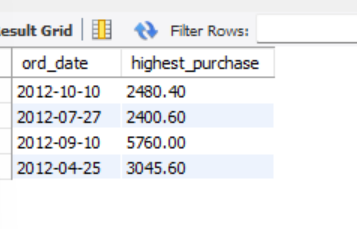 esult Grid Filter Rows:
ord_date highest_purchase
2012-10-10 2480.40
2012-07-27 2400.60
2012-09-10 5760.00
2012-04-25 3045.60